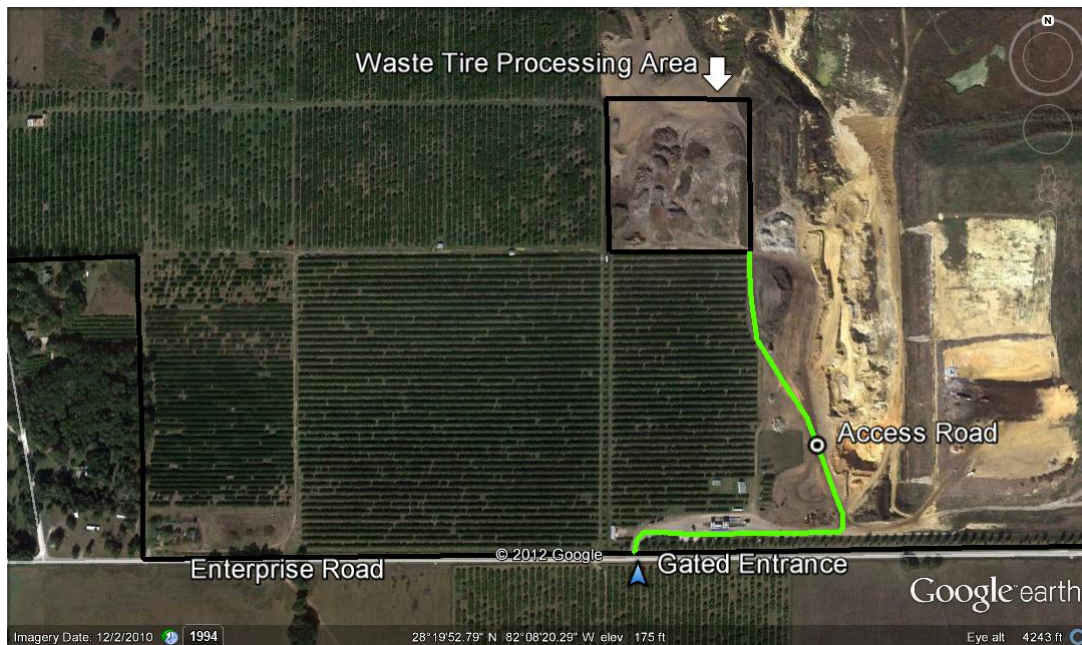 N
Waste Tire Processing Area
Access Road
© 2012 Google
Enterprise Road
Gated Entrance
Google earth
Imagery Date: 12/2/2010 1994 28°19'52.79" N 82°08'20.29" W elev 175 ft Eye alt 4243 ft